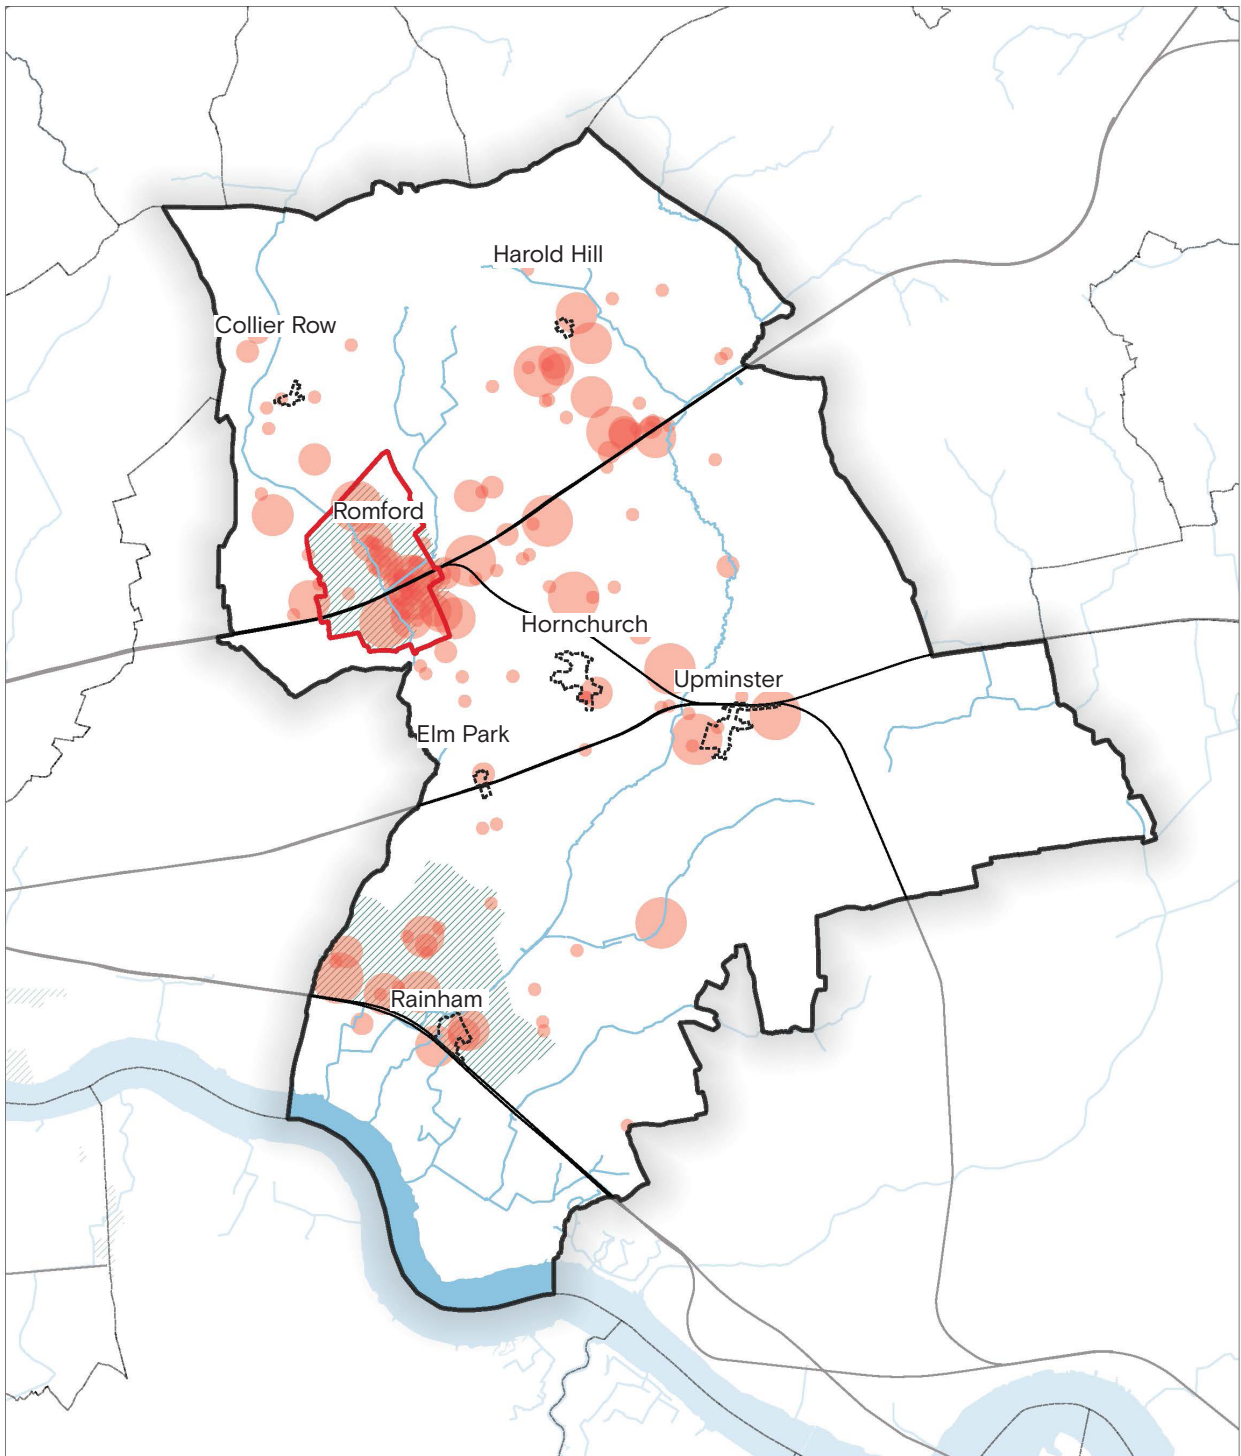 Harold Hill
Collier Row
Romford
Hornchurch
Upminster
Elm Park
Rainham